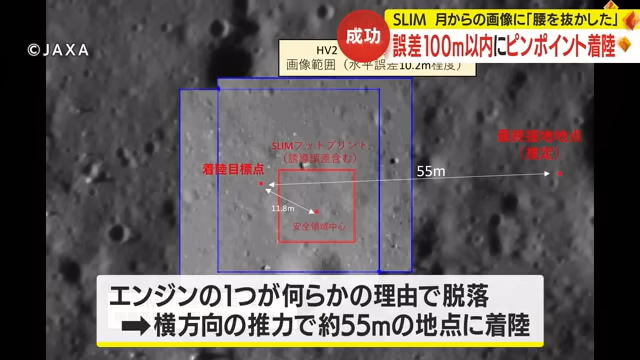 SLIM 月からの画像に「腰を抜かした」
成功
誤差100m以内にピンポイント着陸
©JAXA
HV2
画像範囲（水平誤差10.2m程度）
SLIMフットプリント
（誘導誤差含む）
着陸目標点
55m
（推定）
11.8m
安全領域中心
エンジンの1つが何らかの理由で脱落
➡横方向の推力で約55mの地点に着陸